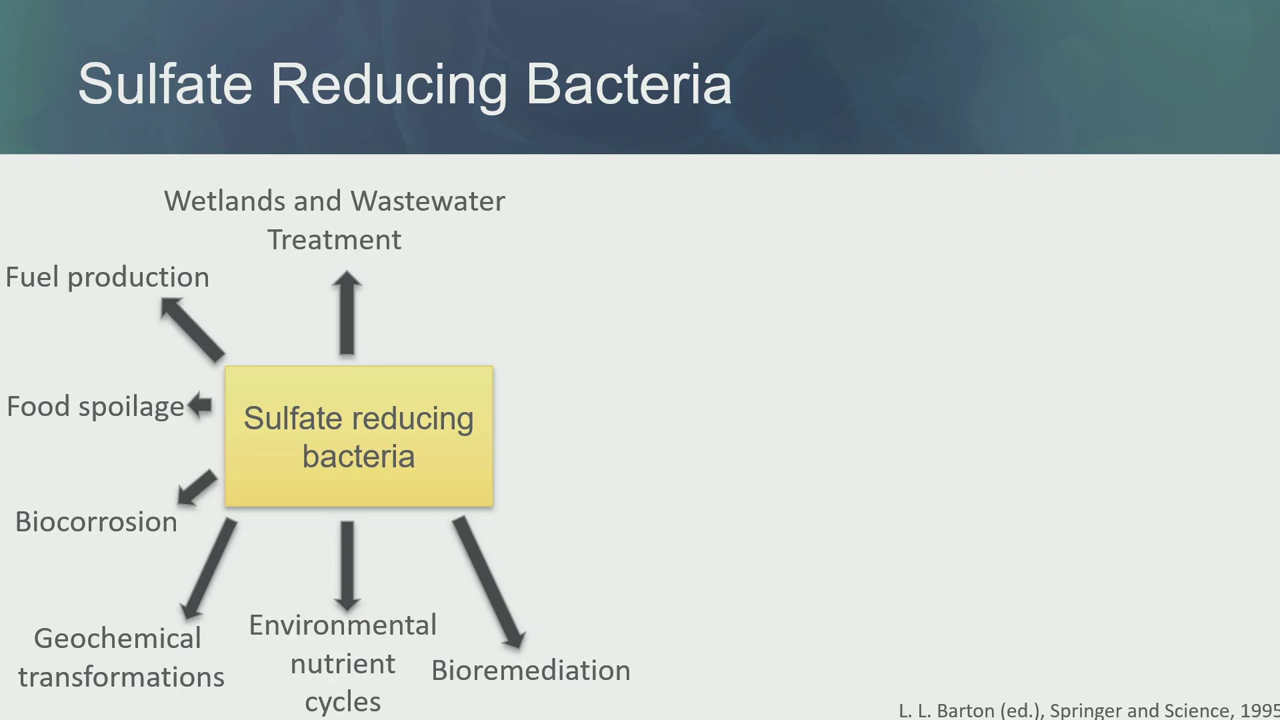 Sulfate Reducing Bacteria
Wetlands and Wastewater
Treatment
Fuel production
Food spoilage
Sulfate reducing
bacteria
Biocorrosion
Geochemical
transformations
Environmental
nutrient
cycles
Bioremediation
L. L. Barton (ed.), Springer and Science, 1995